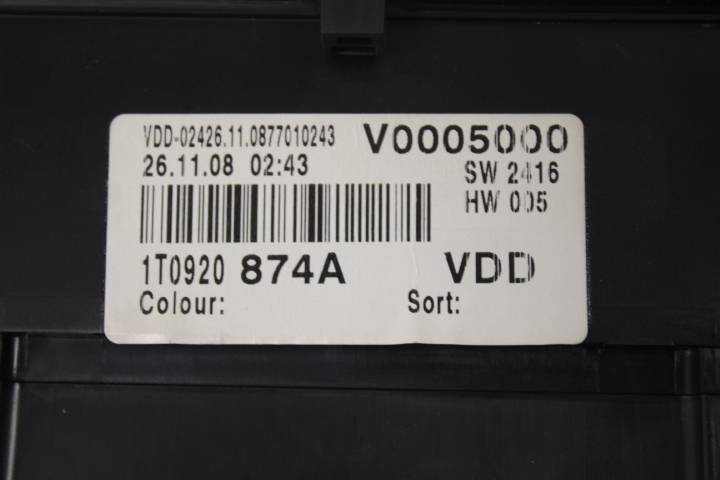 VDD-02426.11.0877010243 V0005000
26.11.08 02:43 SW 2416
HW 005
1T0920 874A VDD
Colour: Sort: